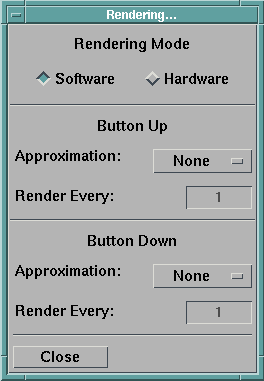 Rendering...
Rendering Mode
Software Hardware
Button Up
Approximation: None
Render Every: 1
Button Down
Approximation: None
Render Every: 1
Close